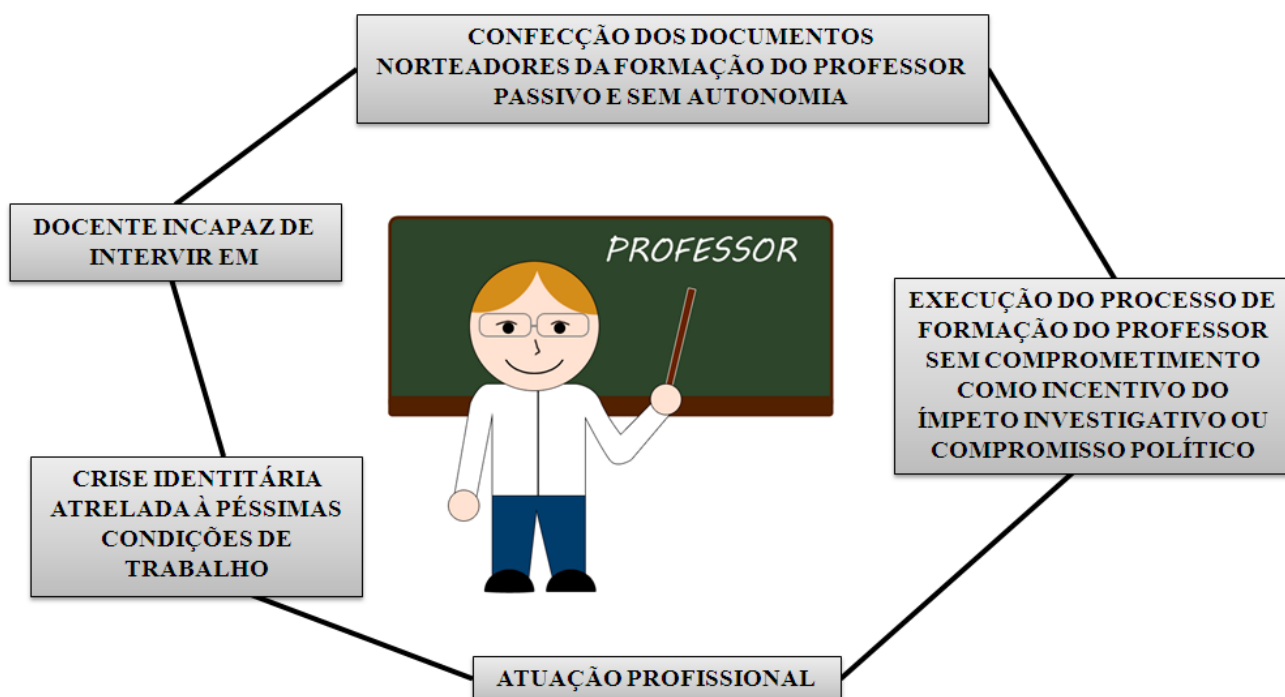 CONFECÇÃO DOS DOCUMENTOS
NORTEADORES DA FORMAÇÃO DO PROFESSOR
PASSIVO E SEM AUTONOMIA
DOCENTE INCAPAZ DE
INTERVIR EM
PROFESSOR
EXECUÇÃO DO PROCESSO DE
FORMAÇÃO DO PROFESSOR
SEM COMPROMETIMENTO
COMO INCENTIVO DO
ÍMPETO INVESTIGATIVO OU
COMPROMISSO POLÍTICO
CRISE IDENTITÁRIA
ATRELADA À PÉSSIMAS
CONDIÇÕES DE
TRABALHO
ATUAÇÃO PROFISSIONAL